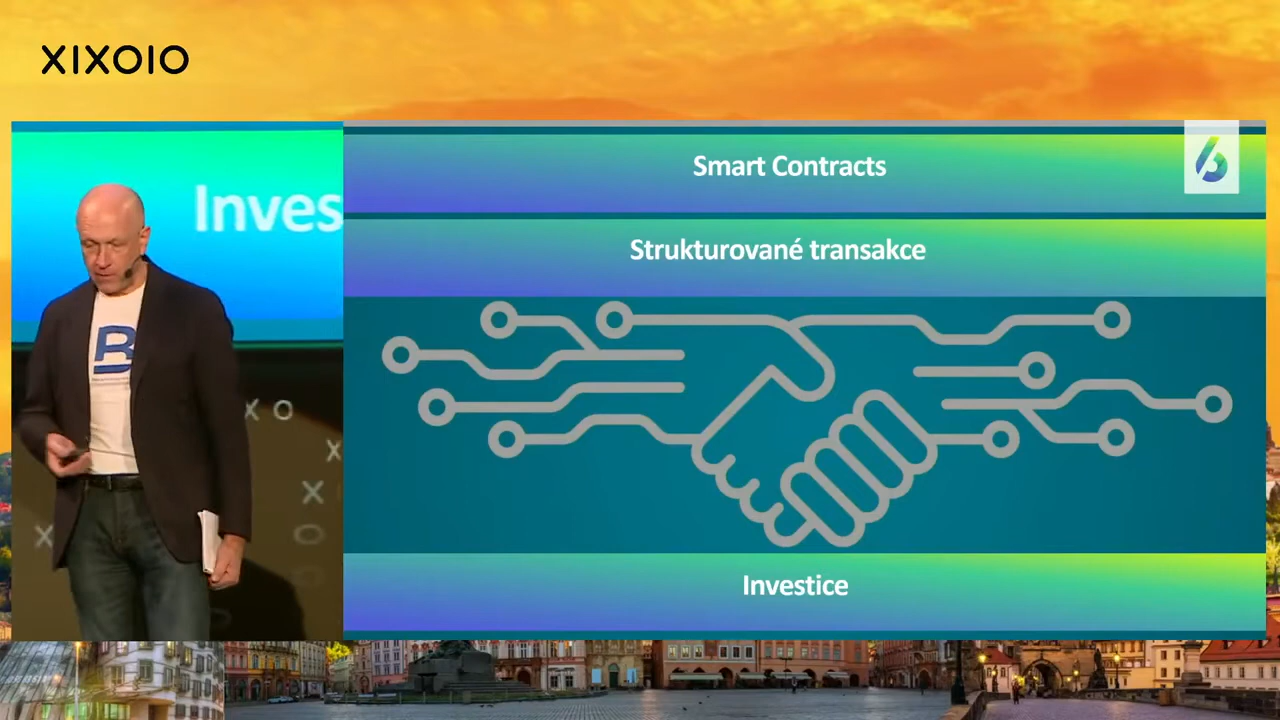 XIXOIO
Inves
Smart Contracts
Strukturované transakce
Investice
B
X O
X
X
X